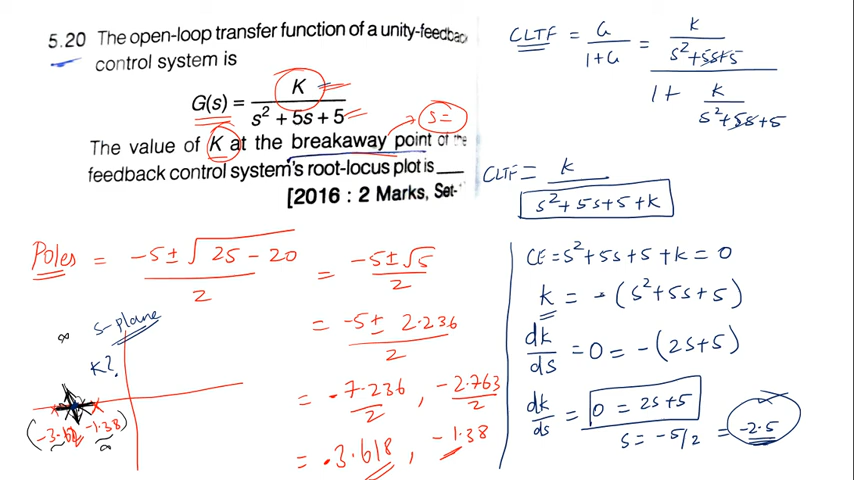 5.20 The open-loop transfer function of a unity-feedback
control system is
G(s) = K / (s² + 5s + 5)
s =
The value of K at the breakaway point of the
feedback control system's root-locus plot is ___
[2016 : 2 Marks, Set-
CLTF = G / (1 + G) = (K / (s²+5s+5)) / (1 + K / (s²+5s+5))
CLTF = K / (s² + 5s + 5 + K)
Poles = (-5 ± √(25 - 20)) / 2 = (-5 ± √5) / 2
= (-5 ± 2.236) / 2
= -7.236 / 2 , -2.763 / 2
= -3.618 , -1.38
s-plane
∞
K?
(-3.618 -1.38)
∞
CE = s² + 5s + 5 + K = 0
K = -(s² + 5s + 5)
dk/ds = 0 = -(2s + 5)
dk/ds = 0 = 2s + 5
s = -5/2 = -2.5